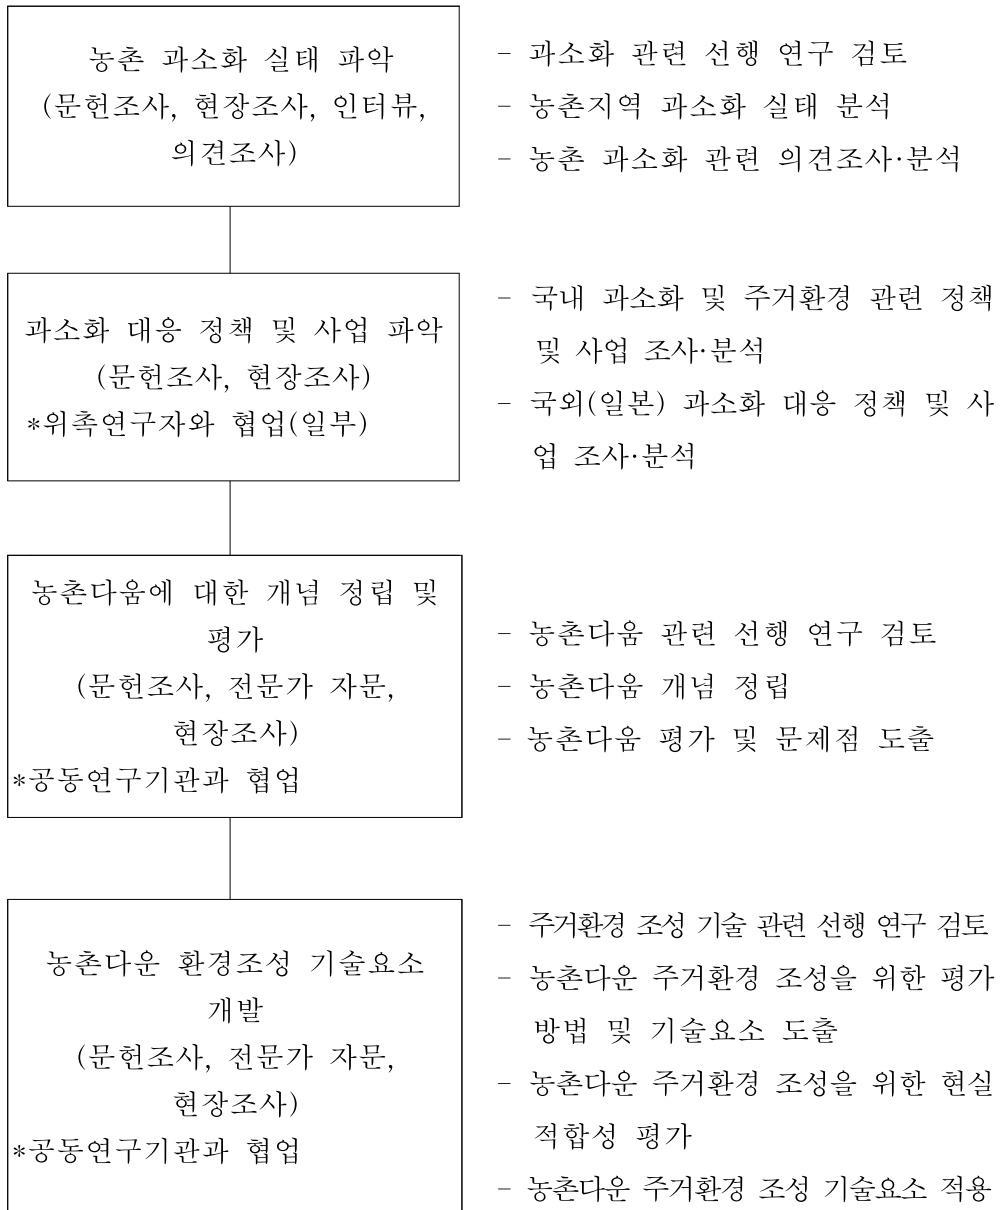 농촌 과소화 실태 파악
(문헌조사, 현장조사, 인터뷰,
의견조사)
- 과소화 관련 선행 연구 검토
- 농촌지역 과소화 실태 분석
- 농촌 과소화 관련 의견조사·분석
과소화 대응 정책 및 사업 파악
(문헌조사, 현장조사)
*위촉연구자와 협업(일부)
- 국내 과소화 및 주거환경 관련 정책
및 사업 조사·분석
- 국외(일본) 과소화 대응 정책 및 사
업 조사·분석
농촌다움에 대한 개념 정립 및
평가
(문헌조사, 전문가 자문,
현장조사)
*공동연구기관과 협업
- 농촌다움 관련 선행 연구 검토
- 농촌다움 개념 정립
- 농촌다움 평가 및 문제점 도출
농촌다운 환경조성 기술요소
개발
(문헌조사, 전문가 자문,
현장조사)
*공동연구기관과 협업
- 주거환경 조성 기술 관련 선행 연구 검토
- 농촌다운 주거환경 조성을 위한 평가
방법 및 기술요소 도출
- 농촌다운 주거환경 조성을 위한 현실
적합성 평가
- 농촌다운 주거환경 조성 기술요소 적용